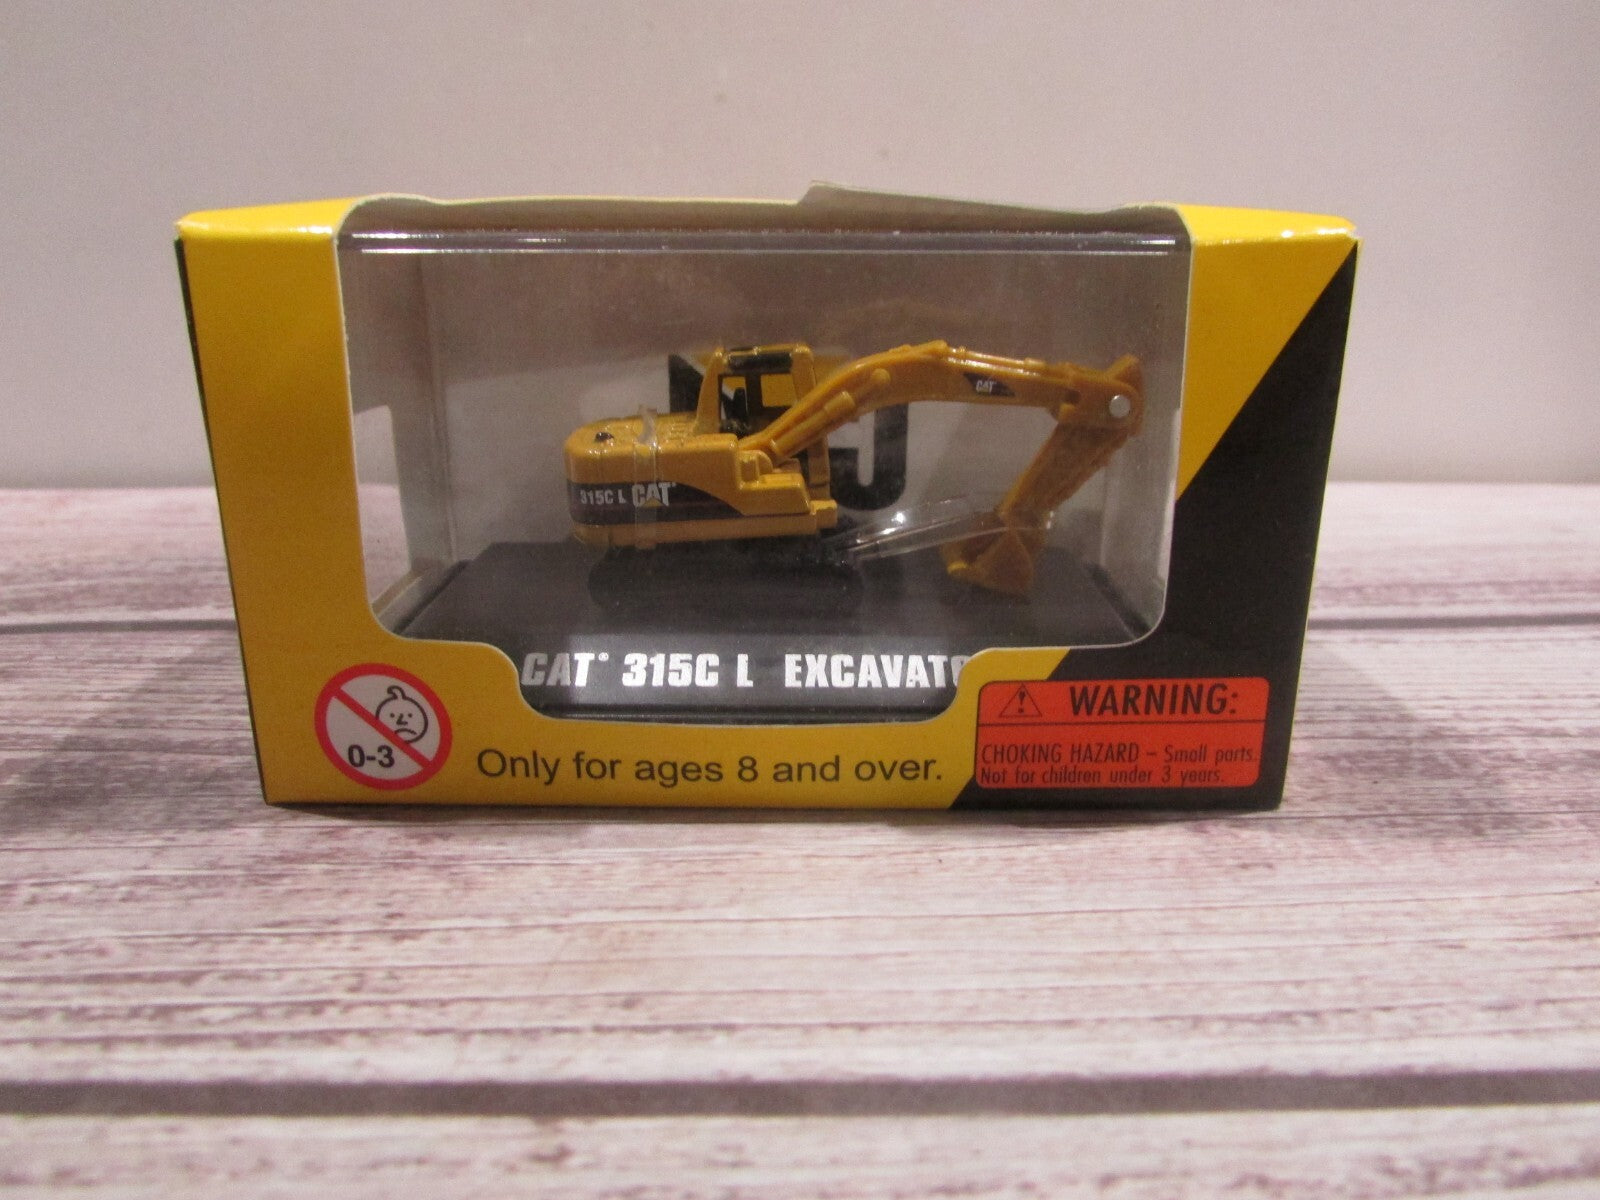 CAT
315C L CAT
CAT® 315C L EXCAVATO
0-3
Only for ages 8 and over.
WARNING:
CHOKING HAZARD - Small parts.
Not for children under 3 years.